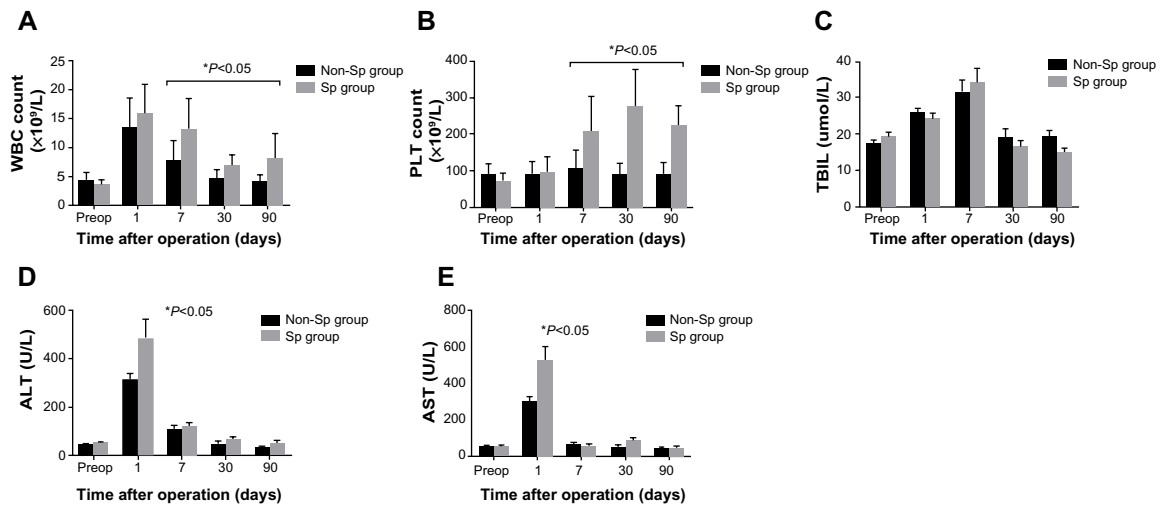 A
WBC count
(×10⁹/L)
25
20
15
10
5
0
*P<0.05
Non-Sp group
Sp group
Preop 1 7 30 90
Time after operation (days)
B
PLT count
(×10⁹/L)
400
300
200
100
0
*P<0.05
Non-Sp group
Sp group
Preop 1 7 30 90
Time after operation (days)
C
TBIL (umol/L)
40
30
20
10
0
Non-Sp group
Sp group
Preop 1 7 30 90
Time after operation (days)
D
ALT (U/L)
600
400
200
0
*P<0.05
Non-Sp group
Sp group
Preop 1 7 30 90
Time after operation (days)
E
AST (U/L)
800
600
400
200
0
*P<0.05
Non-Sp group
Sp group
Preop 1 7 30 90
Time after operation (days)